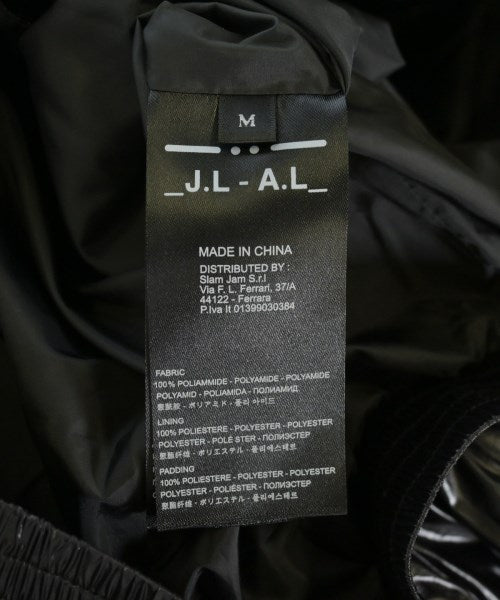 M
_J.L - A.L_
MADE IN CHINA
DISTRIBUTED BY :
Slam Jam S.r.l
Via F. L. Ferrari, 37/A
44122 - Ferrara
P.Iva It 01399030384
FABRIC
100% POLIAMMIDE - POLYAMIDE - POLYAMIDE
POLYAMID - POLIAMIDA - ПОЛИАМИД
聚酰胺 - ポリアミド - 폴리 아미드
LINING
100% POLIESTERE - POLYESTER - POLYESTER
POLYESTER - POLÉSTER - ПОЛИЭСТЕР
聚酯纤维 - ポリエステル - 폴리에스테르
PADDING
100% POLIESTERE - POLYESTER - POLYESTER
POLYESTER - POLIÉSTER - ПОЛИЭСТЕР
聚酯纤维 - ポリエステル - 폴리에스테르